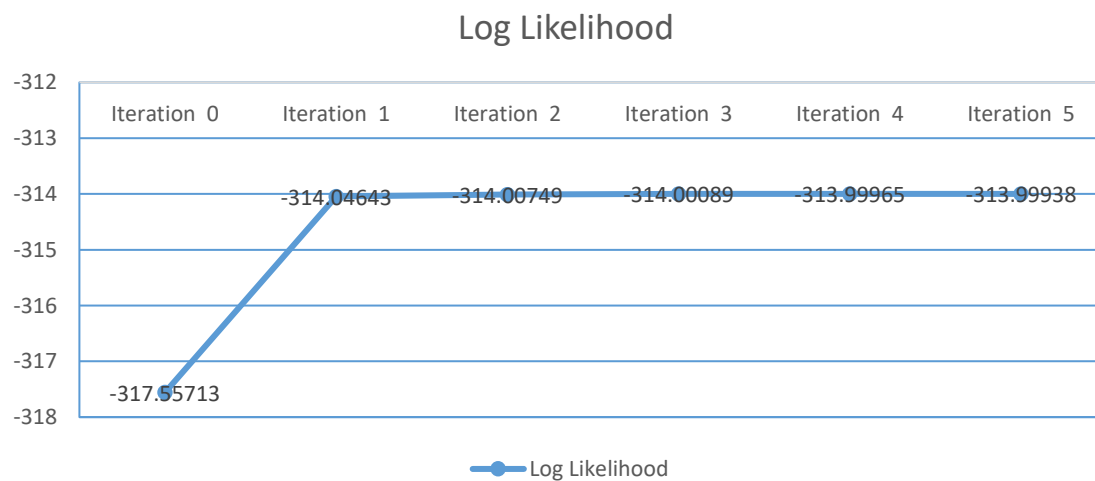 Log Likelihood
-312
Iteration 0 Iteration 1 Iteration 2 Iteration 3 Iteration 4 Iteration 5
-313
-314
-314.04643 -314.00749 -314.00089 -313.99965 -313.99938
-315
-316
-317
-317.55713
-318
Log Likelihood